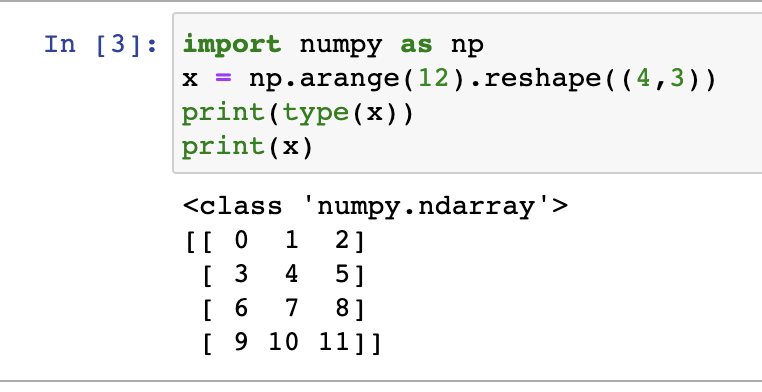 In [3]: import numpy as np
x = np.arange(12).reshape((4,3))
print(type(x))
print(x)
<class 'numpy.ndarray'>
[[ 0  1  2]
 [ 3  4  5]
 [ 6  7  8]
 [ 9 10 11]]